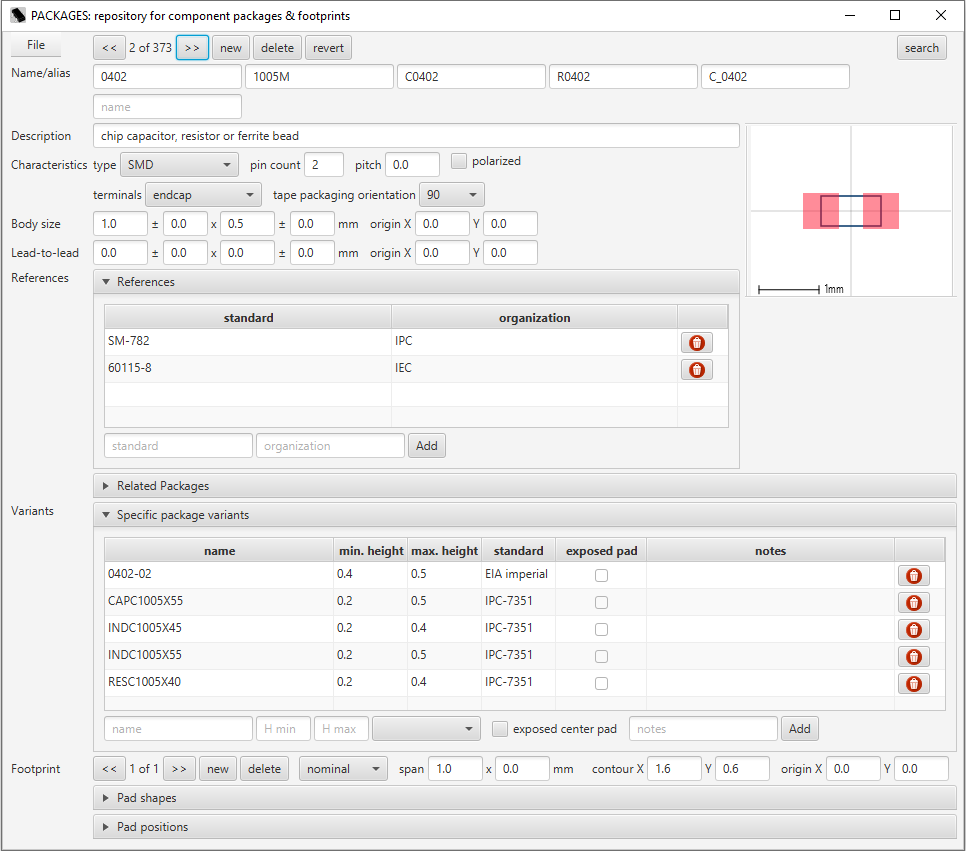 PACKAGES: repository for component packages & footprints
File << 2 of 373 >> new delete revert search
Name/alias 0402 1005M C0402 R0402 C_0402
name
Description chip capacitor, resistor or ferrite bead
Characteristics type SMD pin count 2 pitch 0.0 polarized
terminals endcap tape packaging orientation 90
Body size 1.0 ± 0.0 x 0.5 ± 0.0 mm origin X 0.0 Y 0.0
Lead-to-lead 0.0 ± 0.0 x 0.0 ± 0.0 mm origin X 0.0 Y 0.0
1mm
References References
standard organization
SM-782 IPC
60115-8 IEC
standard organization Add
Related Packages
Variants Specific package variants
name min. height max. height standard exposed pad notes
0402-02 0.4 0.5 EIA imperial
CAPC1005X55 0.2 0.5 IPC-7351
INDC1005X45 0.2 0.4 IPC-7351
INDC1005X55 0.2 0.5 IPC-7351
RESC1005X40 0.2 0.4 IPC-7351
name H min H max exposed center pad notes Add
Footprint << 1 of 1 >> new delete nominal span 1.0 x 0.0 mm contour X 1.6 Y 0.6 origin X 0.0 Y 0.0
Pad shapes
Pad positions